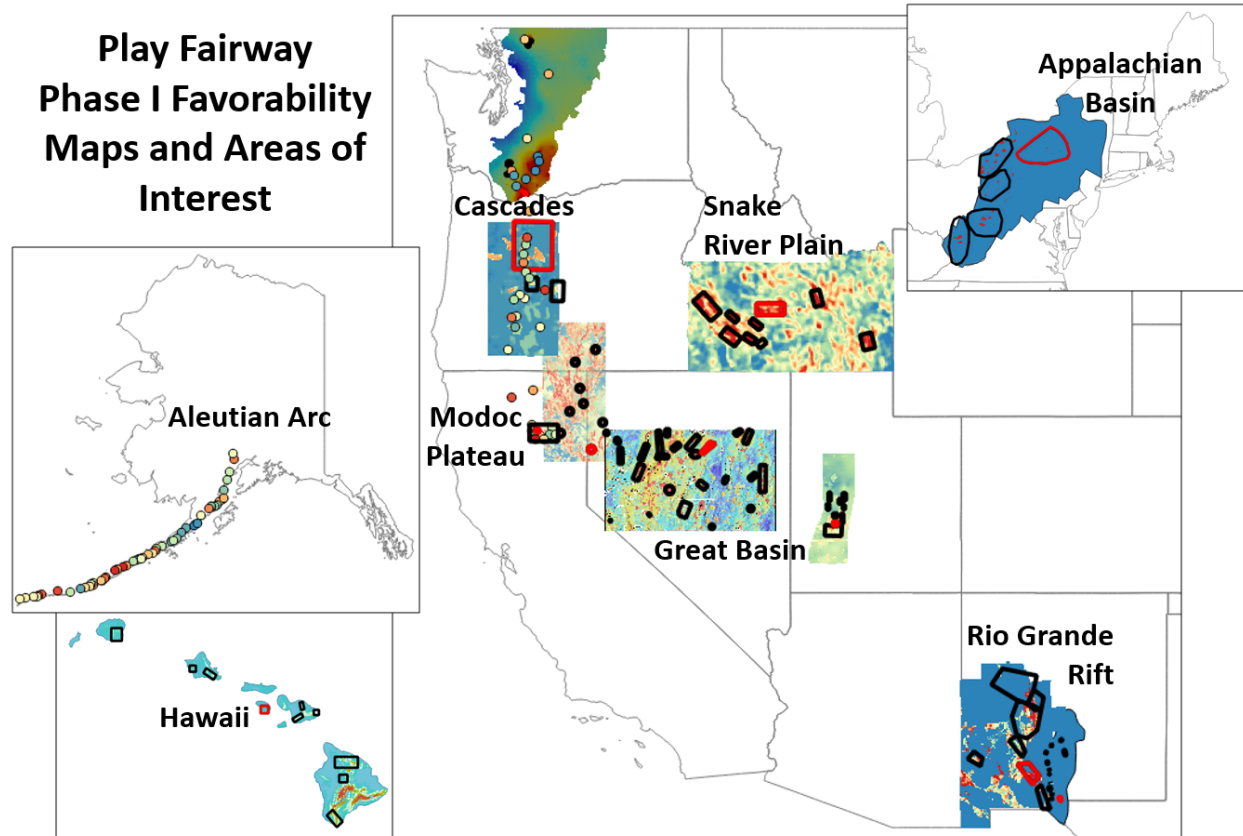 Play Fairway
Phase I Favorability
Maps and Areas of
Interest
Appalachian
Basin
Cascades
Snake
River Plain
Aleutian Arc
Modoc
Plateau
Great Basin
Rio Grande
Rift
Hawaii